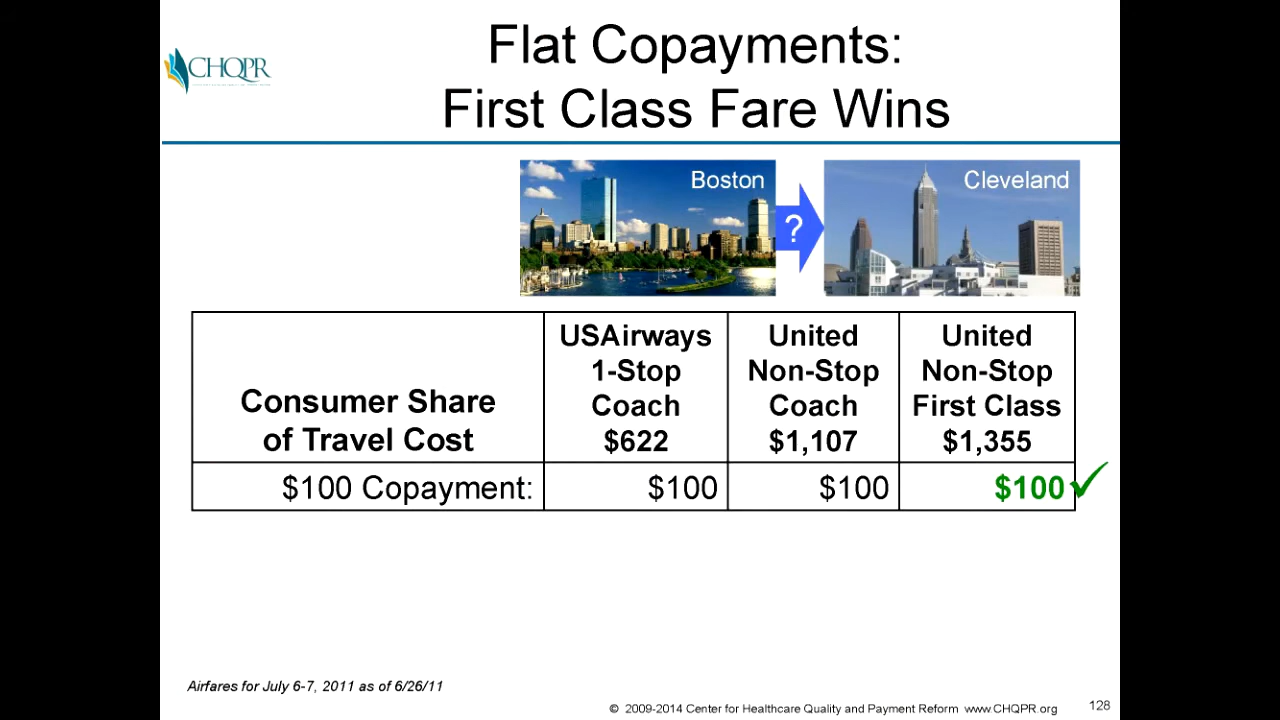 Flat Copayments:
First Class Fare Wins
CHQPR
Boston
?
Cleveland
Consumer Share
of Travel Cost
USAirways
1-Stop
Coach
$622
United
Non-Stop
Coach
$1,107
United
Non-Stop
First Class
$1,355
$100 Copayment:
$100
$100
$100
Airfares for July 6-7, 2011 as of 6/26/11
© 2009-2014 Center for Healthcare Quality and Payment Reform www.CHQPR.org
128